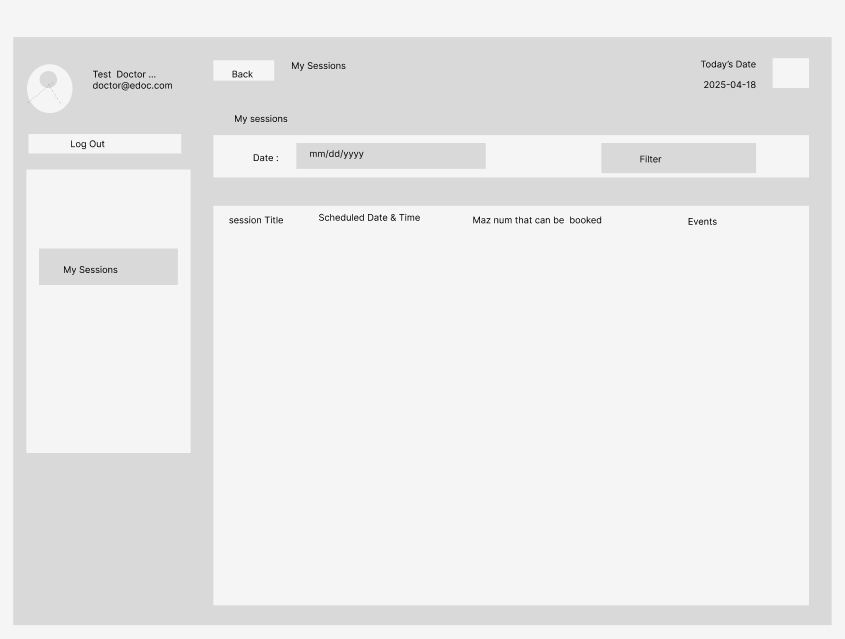 Test Doctor ...
doctor@edoc.com
Log Out
My Sessions
Back
My Sessions
Today's Date
2025-04-18
My sessions
Date :
mm/dd/yyyy
Filter
session Title
Scheduled Date & Time
Maz num that can be booked
Events